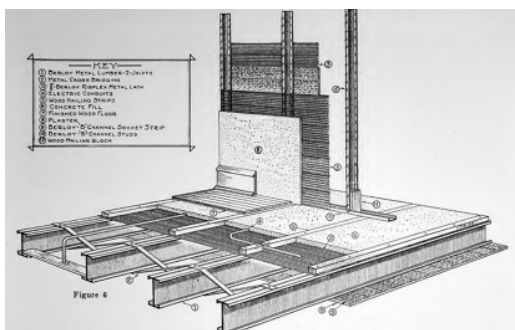 KEY
1 BERLOY METAL LUMBER-2-JOISTS
2 METAL CROSS BRIDGING
3 BERLOY RIBPLEX METAL LATH
4 ELECTRIC CONDUITS
5 WOOD NAILING STRIPS
6 CONCRETE FILL
7 FINISHED WOOD FLOOR
8 PLASTER
9 BERLOY-"B" CHANNEL SOCKET STRIP
10 BERLOY-"B" CHANNEL STUDS
11 WOOD NAILING BLOCK
Figure 6